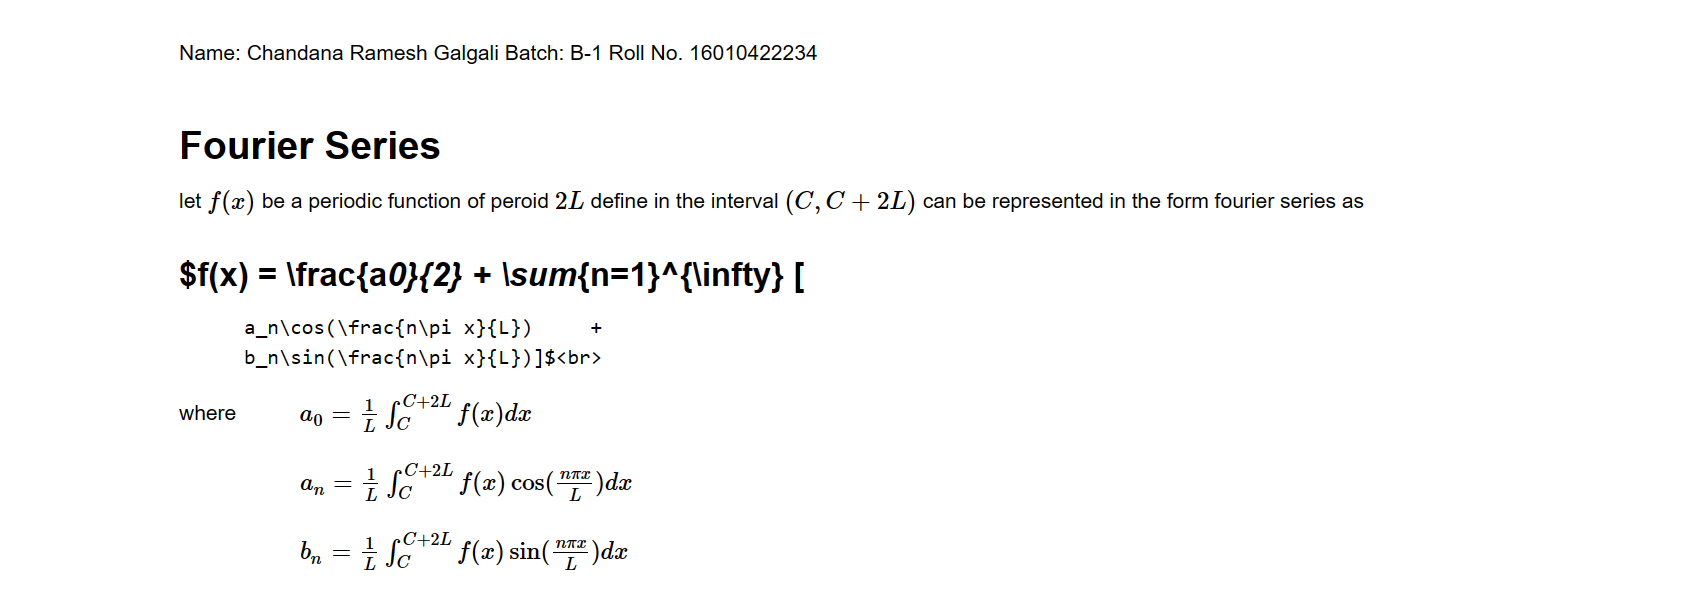 Name: Chandana Ramesh Galgali Batch: B-1 Roll No. 16010422234
Fourier Series
let f(x) be a periodic function of peroid 2L define in the interval (C, C + 2L) can be represented in the form fourier series as
$f(x) = \frac{a0}{2} + \sum{n=1}^{\infty} [
a_n\cos(\frac{n\pi x}{L})     +
b_n\sin(\frac{n\pi x}{L})]$<br>
where a₀ = 1/L ∫_C^{C+2L} f(x)dx
aₙ = 1/L ∫_C^{C+2L} f(x) cos(nπx/L)dx
bₙ = 1/L ∫_C^{C+2L} f(x) sin(nπx/L)dx